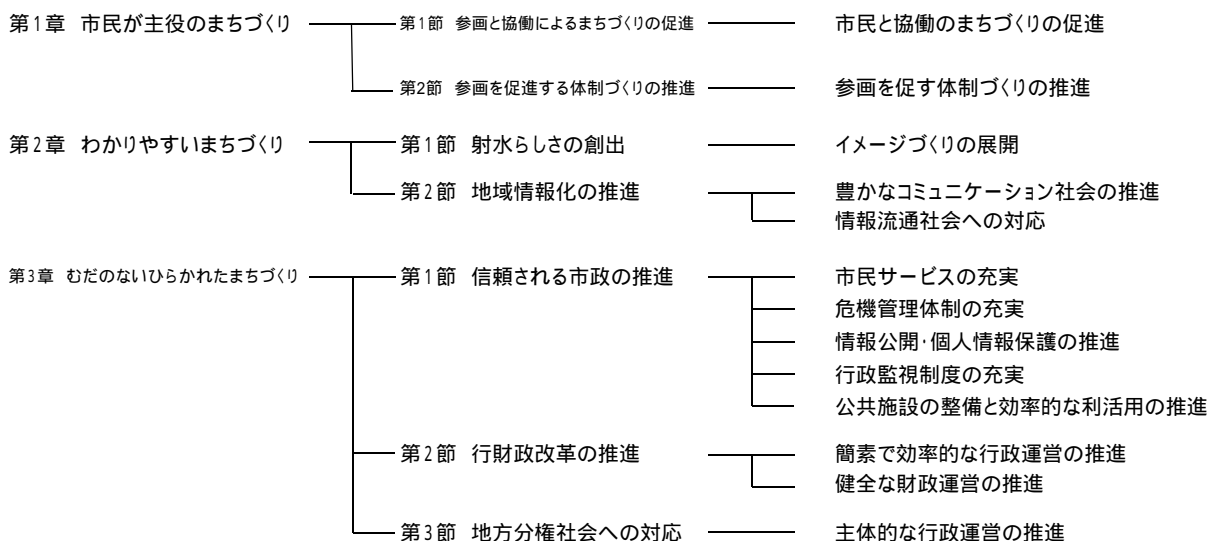 第1章 市民が主役のまちづくり 第1節 参画と協働によるまちづくりの促進 市民と協働のまちづくりの促進
第2節 参画を促進する体制づくりの推進 参画を促す体制づくりの推進
第2章 わかりやすいまちづくり 第1節 射水らしさの創出 イメージづくりの展開
第2節 地域情報化の推進 豊かなコミュニケーション社会の推進
情報流通社会への対応
第3章 むだのないひらかれたまちづくり 第1節 信頼される市政の推進 市民サービスの充実
危機管理体制の充実
情報公開・個人情報保護の推進
行政監視制度の充実
公共施設の整備と効率的な利活用の推進
第2節 行財政改革の推進 簡素で効率的な行政運営の推進
健全な財政運営の推進
第3節 地方分権社会への対応 主体的な行政運営の推進